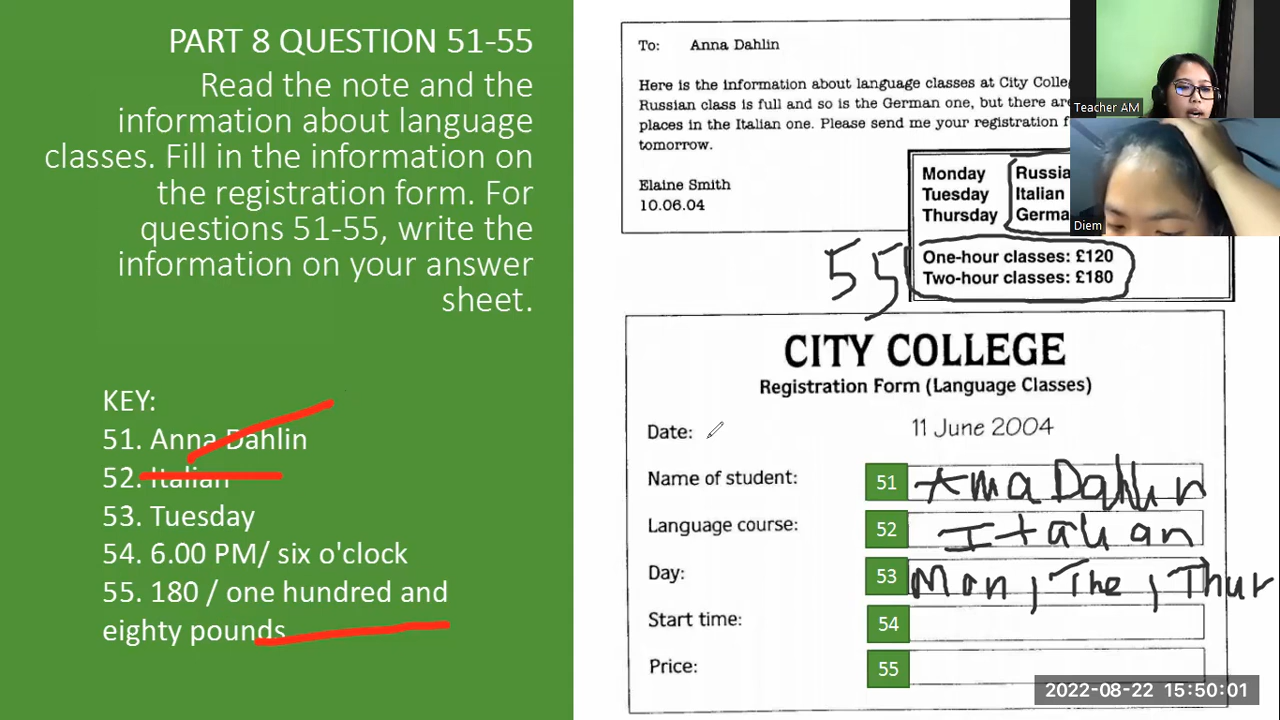 PART 8 QUESTION 51-55
Read the note and the
information about language
classes. Fill in the information on
the registration form. For
questions 51-55, write the
information on your answer
sheet.
KEY:
51. Anna Dahlin
52. Italian
53. Tuesday
54. 6.00 PM/ six o'clock
55. 180 / one hundred and
eighty pounds
To: Anna Dahlin
Here is the information about language classes at City
Russian class is full and so is the German one, but there
places in the Italian one. Please send me your registration
tomorrow.
Elaine Smith
10.06.04
Monday
Tuesday Italian
Thursday
One-hour classes: £120
Two-hour classes: £180
55
CITY COLLEGE
Registration Form (Language Classes)
Date: 11 June 2004
Name of student: 51 Ama Dahlin
Language course: 52 Italian
Day: 53 Mon, The, Thur
Start time: 54
Price: 55
Teacher AM
Diem
2022-08-22 15:50:01